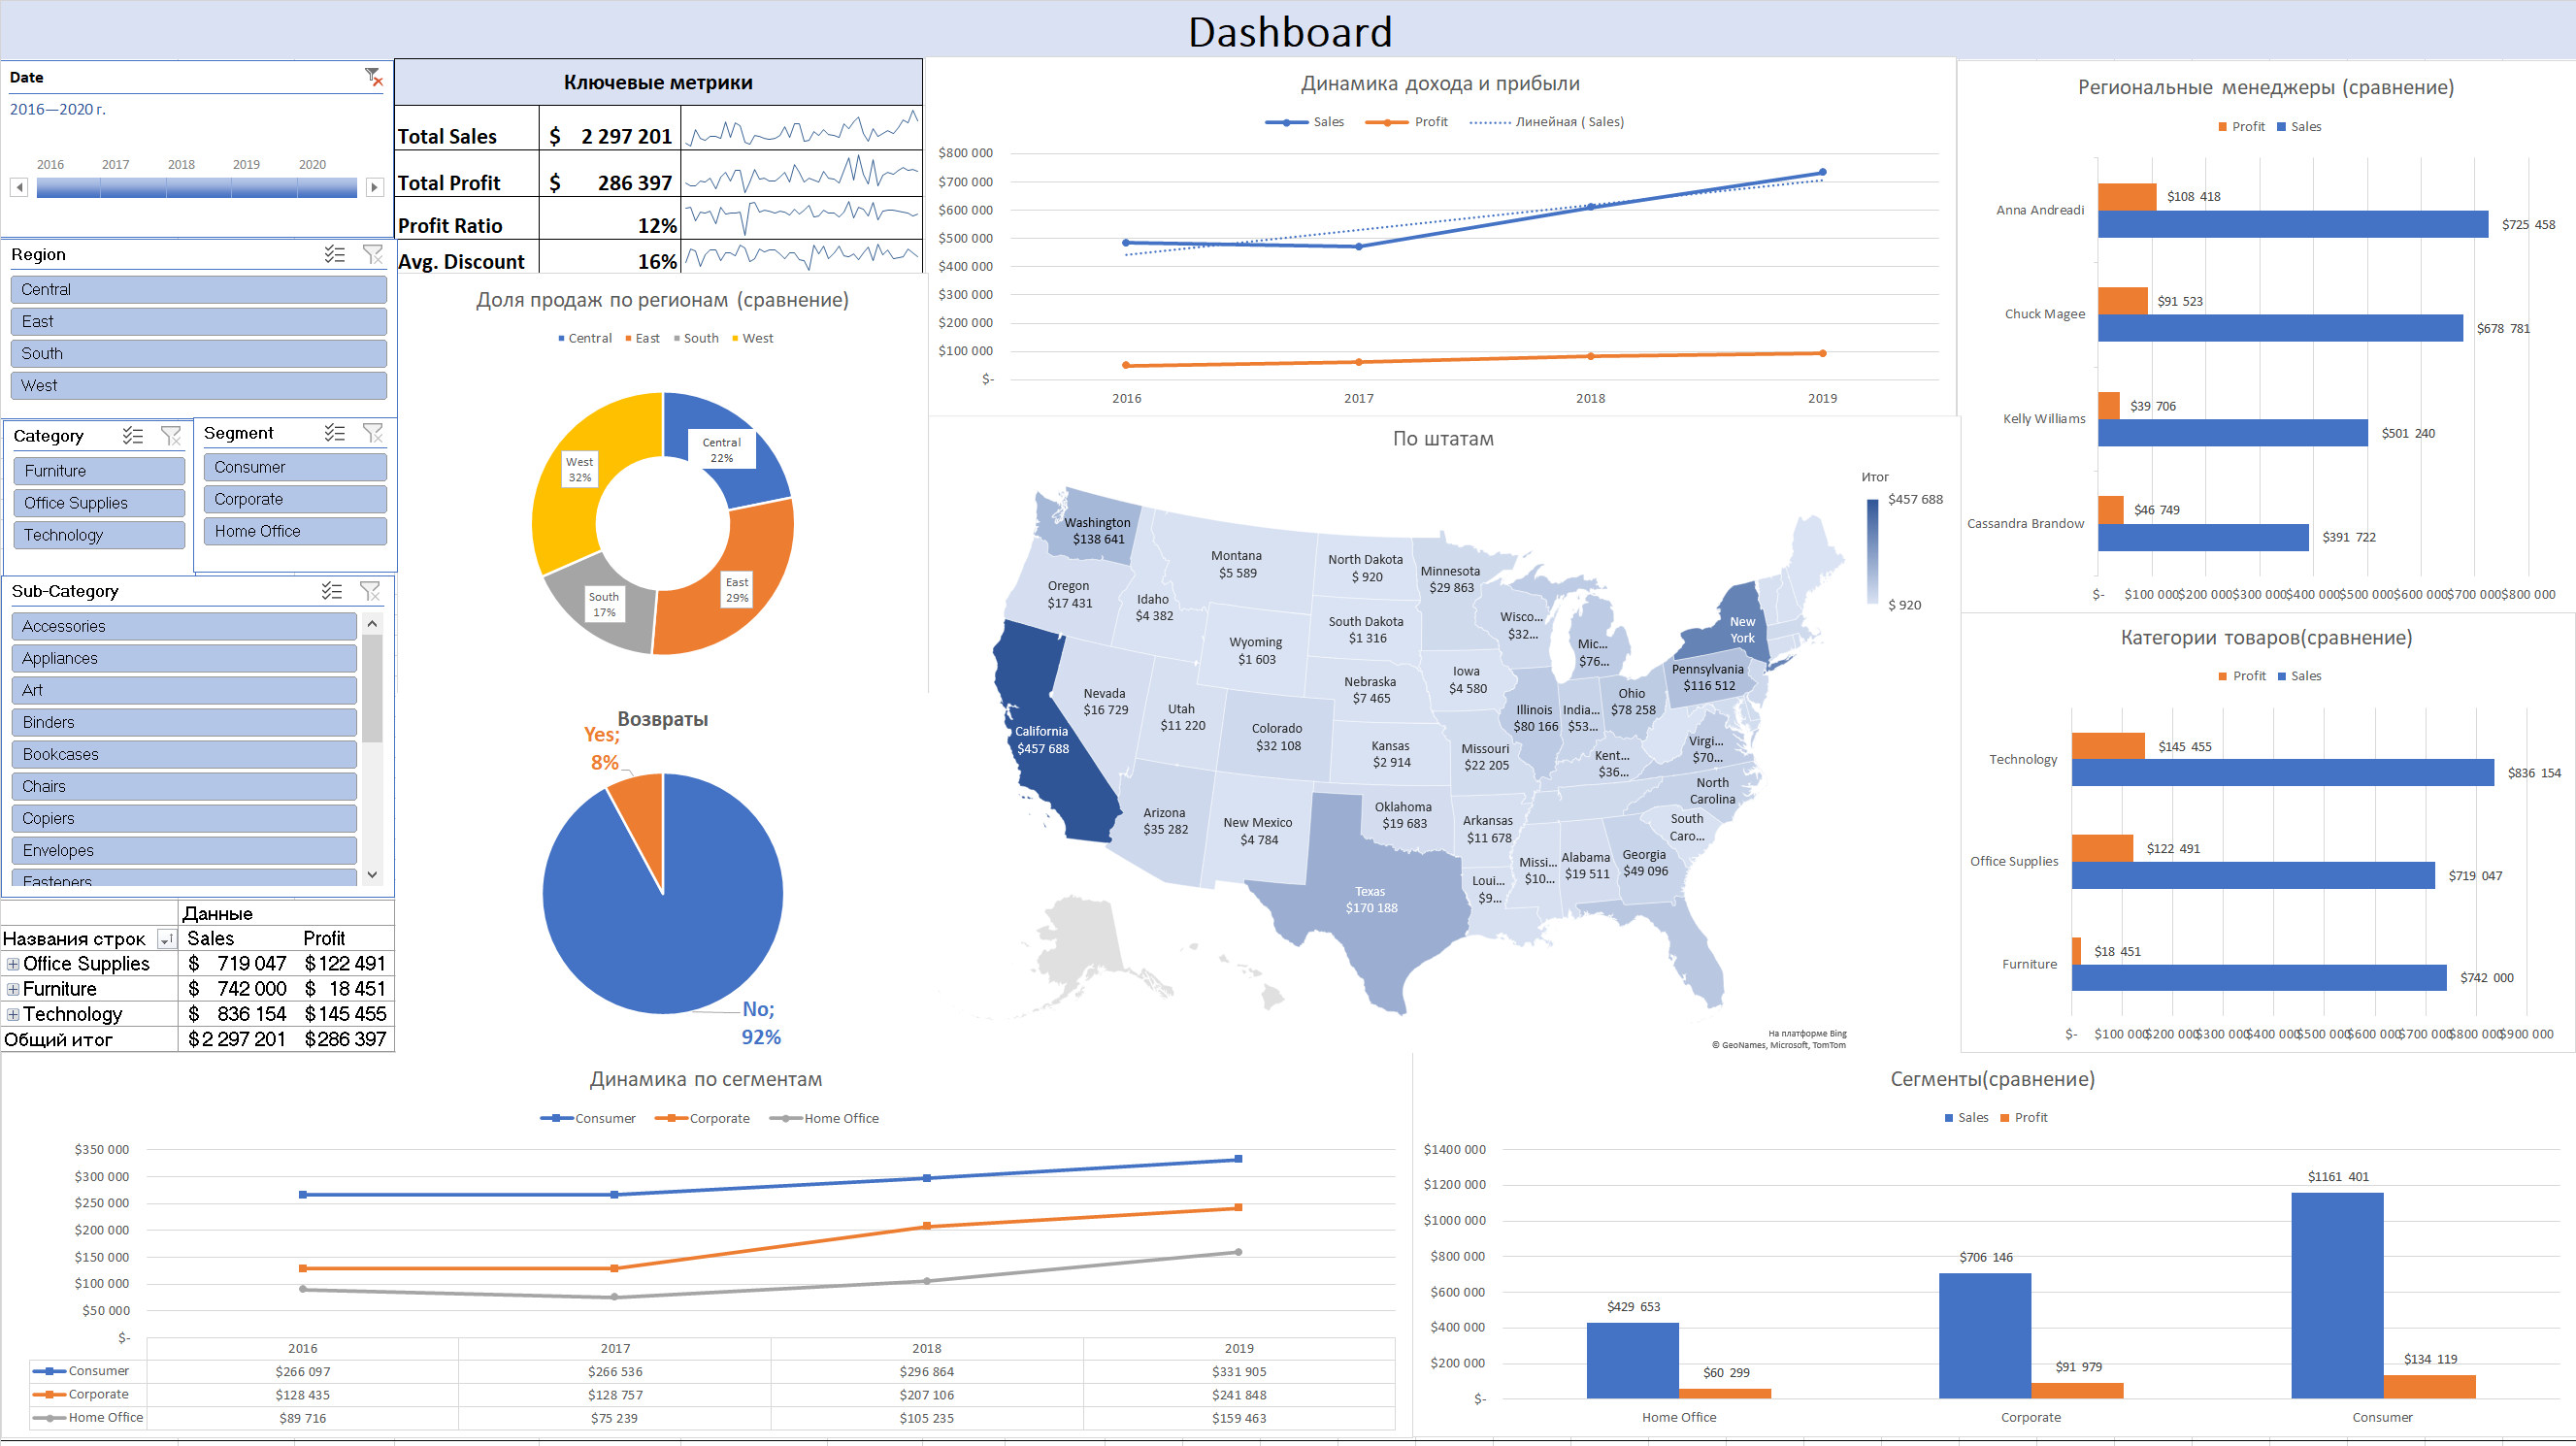 Dashboard
Date
2016—2020 г.
2016 2017 2018 2019 2020
Region
Central
East
South
West
Category
Furniture
Office Supplies
Technology
Segment
Consumer
Corporate
Home Office
Sub-Category
Accessories
Appliances
Art
Binders
Bookcases
Chairs
Copiers
Envelopes
Fasteners
Данные
Названия строк Sales Profit
Office Supplies $ 719 047 $122 491
Furniture $ 742 000 $ 18 451
Technology $ 836 154 $145 455
Общий итог $2 297 201 $286 397
Ключевые метрики
Total Sales $ 2 297 201
Total Profit $ 286 397
Profit Ratio 12%
Avg. Discount 16%
Доля продаж по регионам (сравнение)
Central East South West
Central
22%
West
32%
East
29%
South
17%
Возвраты
Yes;
8%
No;
92%
Динамика дохода и прибыли
Sales Profit Линейная ( Sales)
$800 000
$700 000
$600 000
$500 000
$400 000
$300 000
$200 000
$100 000
$-
2016 2017 2018 2019
По штатам
Итог
$457 688
$ 920
Washington
$138 641
Montana
$5 589
North Dakota
$ 920
Minnesota
$29 863
Oregon
$17 431
Idaho
$4 382
Wisco...
$32...
South Dakota
$1 316
New
York
Wyoming
$1 603
Mic...
$76...
Pennsylvania
$116 512
Iowa
$4 580
Nebraska
$7 465
Nevada
$16 729
Ohio
$78 258
Utah
$11 220
Illinois
$80 166
India...
$53...
California
$457 688
Colorado
$32 108
Kansas
$2 914
Missouri
$22 205
Virgi...
$70...
Kent...
$36...
North
Carolina
Arizona
$35 282
New Mexico
$4 784
Oklahoma
$19 683
Arkansas
$11 678
South
Caro...
Missi...
$10...
Alabama
$19 511
Georgia
$49 096
Loui...
$9...
Texas
$170 188
На платформе Bing
© GeoNames, Microsoft, TomTom
Региональные менеджеры (сравнение)
Profit Sales
Anna Andreadi
$108 418
$725 458
Chuck Magee
$91 523
$678 781
Kelly Williams
$39 706
$501 240
Cassandra Brandow
$46 749
$391 722
$- $100 000 $200 000 $300 000 $400 000 $500 000 $600 000 $700 000 $800 000
Категории товаров(сравнение)
Profit Sales
Technology
$145 455
$836 154
Office Supplies
$122 491
$719 047
Furniture
$18 451
$742 000
$- $100 000 $200 000 $300 000 $400 000 $500 000 $600 000 $700 000 $800 000 $900 000
Динамика по сегментам
Consumer Corporate Home Office
$350 000
$300 000
$250 000
$200 000
$150 000
$100 000
$50 000
$-
2016 2017 2018 2019
Consumer $266 097 $266 536 $296 864 $331 905
Corporate $128 435 $128 757 $207 106 $241 848
Home Office $89 716 $75 239 $105 235 $159 463
Сегменты(сравнение)
Sales Profit
$1400 000
$1200 000
$1000 000
$800 000
$600 000
$400 000
$200 000
$-
$429 653
$60 299
$706 146
$91 979
$1161 401
$134 119
Home Office Corporate Consumer